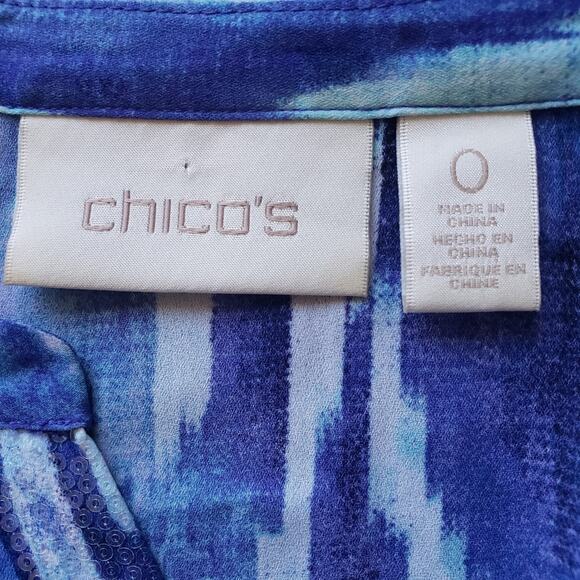 chico's
0
MADE IN
CHINA
HECHO EN
CHINA
FABRIQUE EN
CHINE